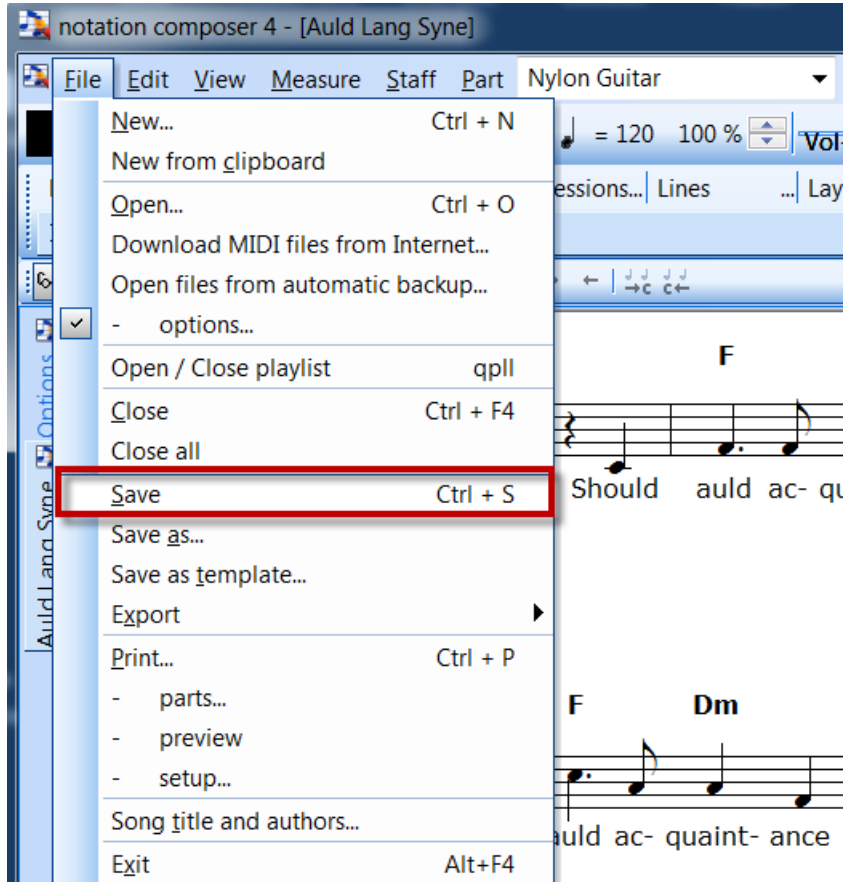 notation composer 4 - [Auld Lang Syne]
File Edit View Measure Staff Part Nylon Guitar
New... Ctrl + N
= 120 100 % Vol-
New from clipboard
essions... Lines ... Lay
Open... Ctrl + O
Download MIDI files from Internet...
Open files from automatic backup...
- options...
Open / Close playlist qpll
F
Close Ctrl + F4
Close all
Save Ctrl + S
Should auld ac- qu
Save as...
Save as template...
Export
Print... Ctrl + P
- parts...
F Dm
- preview
- setup...
Song title and authors...
auld ac- quaint- ance
Exit Alt+F4
Options
Auld Lang Syne